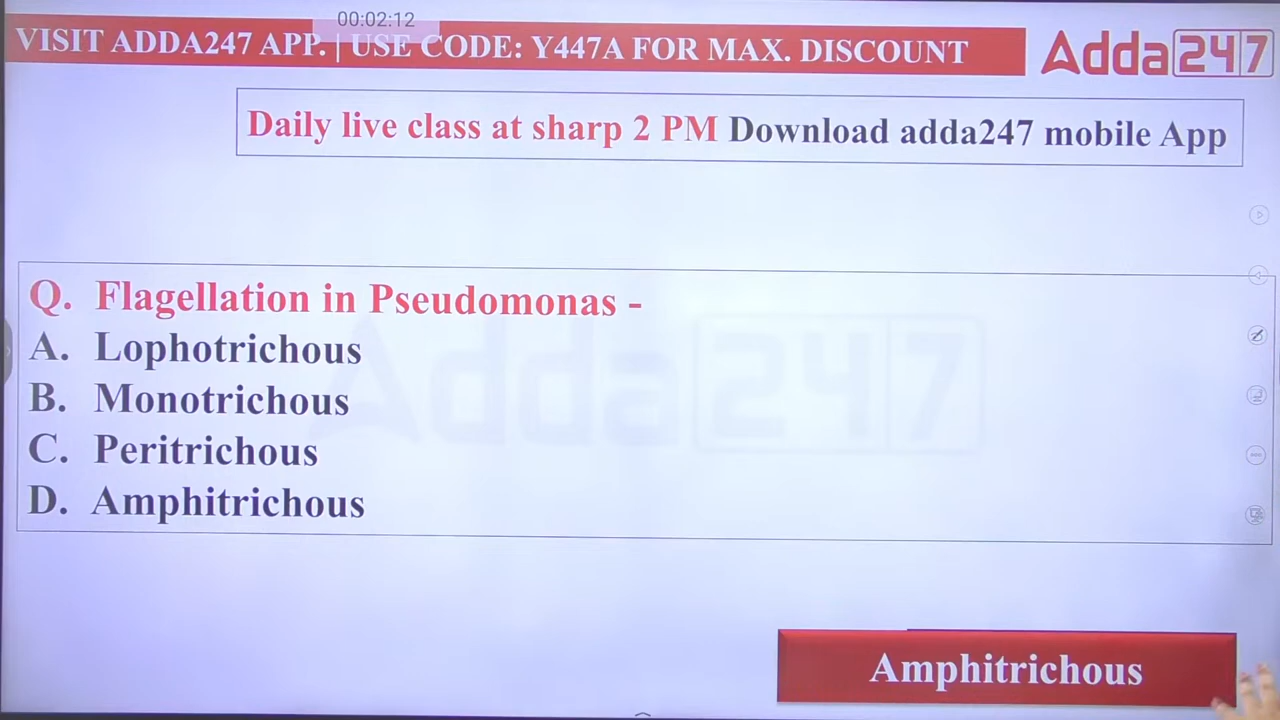 00:02:12
VISIT ADDA247 APP. | USE CODE: Y447A FOR MAX. DISCOUNT
Adda247
Daily live class at sharp 2 PM Download adda247 mobile App
Q. Flagellation in Pseudomonas -
A. Lophotrichous
B. Monotrichous
C. Peritrichous
D. Amphitrichous
Adda247
Amphitrichous